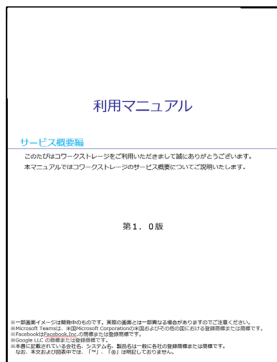 利用マニュアル
サービス概要編
このたびはコワークストレージをご利用いただきまして誠にありがとうございます。
本マニュアルではコワークストレージのサービス概要についてご説明いたします。
第1．0版
※一部画面イメージは開発中のものです。実際の画面とは一部異なる場合がありますのでご注意ください。
※Microsoft Teamsは、米国Microsoft Corporationの米国およびその他の国における登録商標または商標です。
※FacebookはFacebook,Inc.の商標または登録商標です。
※Google LLC の商標または登録商標です。
※本書に記載されている会社名、システム名、製品名は一般に各社の登録商標または商標です。
なお、本文および図表中では、「™」、「®」は明記しておりません。